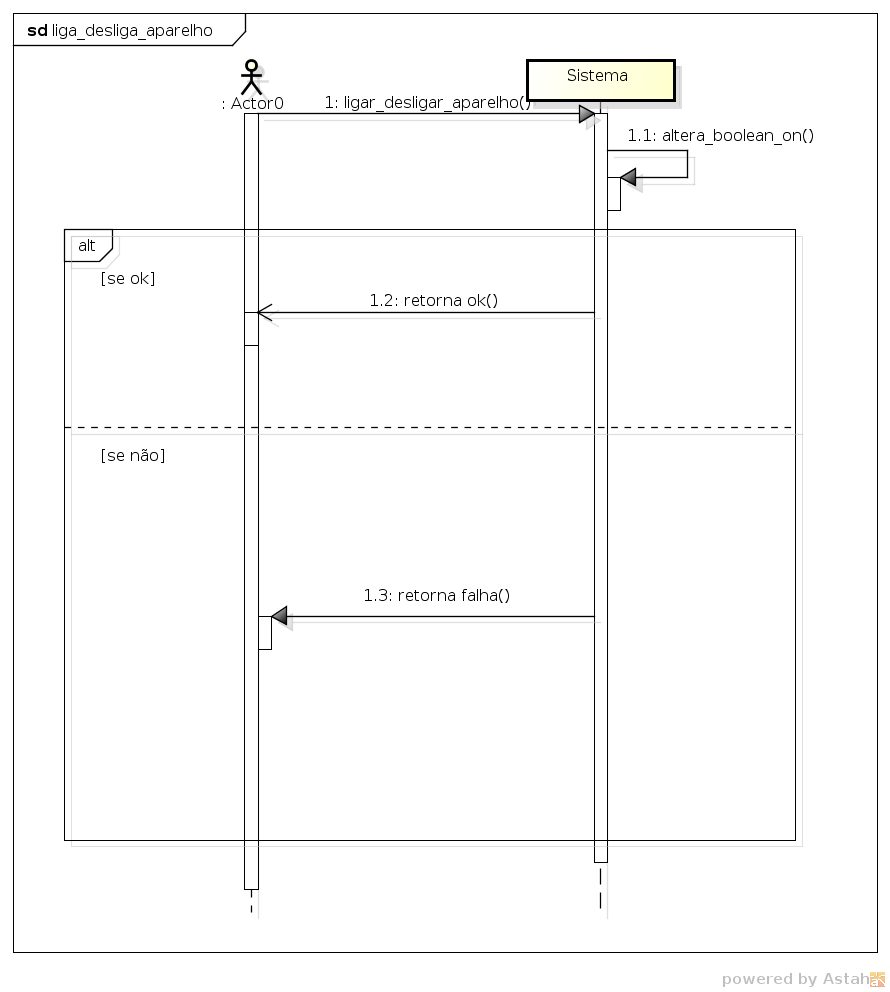 sd liga_desliga_aparelho
Sistema
: Actor0
1: ligar_desligar_aparelho()
1.1: altera_boolean_on()
alt
[se ok]
1.2: retorna ok()
[se não]
1.3: retorna falha()
powered by Astah